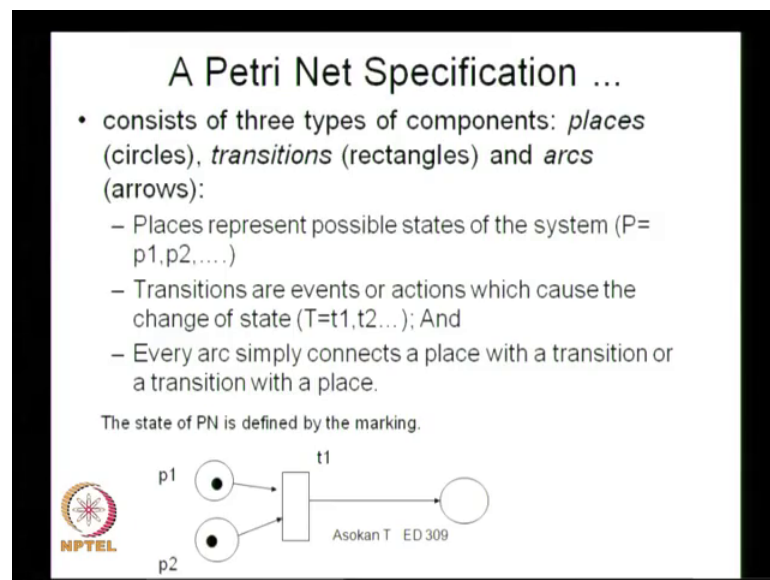 A Petri Net Specification ...
• consists of three types of components: places
(circles), transitions (rectangles) and arcs
(arrows):
– Places represent possible states of the system (P=
p1,p2,....)
– Transitions are events or actions which cause the
change of state (T=t1,t2...); And
– Every arc simply connects a place with a transition or
a transition with a place.
The state of PN is defined by the marking.
t1
p1
Asokan T ED 309
NPTEL
p2